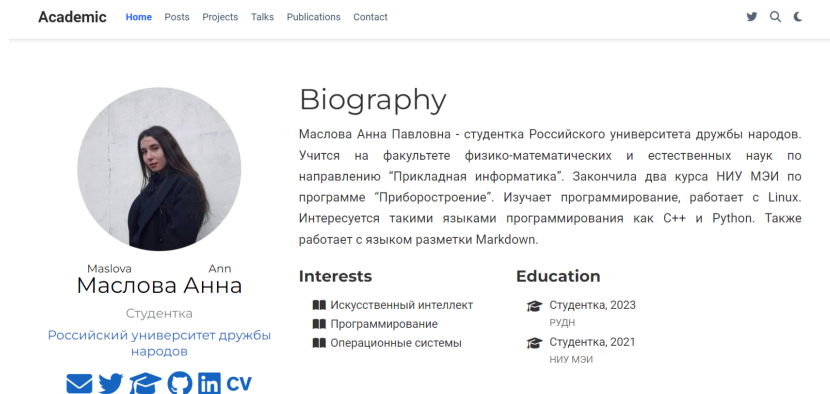 Academic Home Posts Projects Talks Publications Contact
Maslova Ann
Маслова Анна
Студентка
Российский университет дружбы
народов
CV
Biography
Маслова Анна Павловна - студентка Российского университета дружбы народов.
Учится на факультете физико-математических и естественных наук по
направлению “Прикладная информатика”. Закончила два курса НИУ МЭИ по
программе “Приборостроение”. Изучает программирование, работает с Linux.
Интересуется такими языками программирования как C++ и Python. Также
работает с языком разметки Markdown.
Interests
Искусственный интеллект
Программирование
Операционные системы
Education
Студентка, 2023
РУДН
Студентка, 2021
НИУ МЭИ